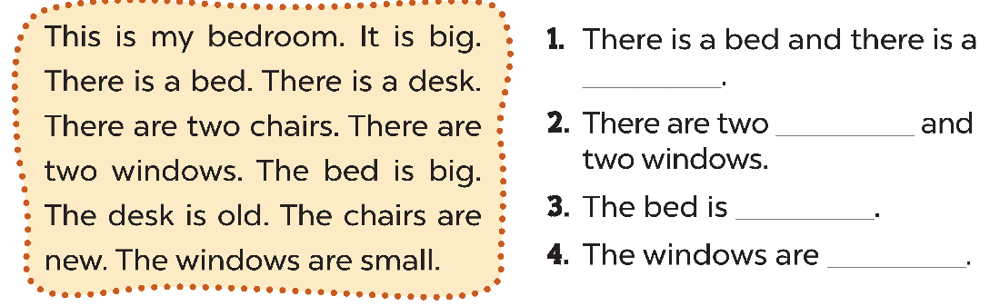 This is my bedroom. It is big.
There is a bed. There is a desk.
There are two chairs. There are
two windows. The bed is big.
The desk is old. The chairs are
new. The windows are small.
1. There is a bed and there is a
__________.
2. There are two __________ and
two windows.
3. The bed is __________.
4. The windows are __________.